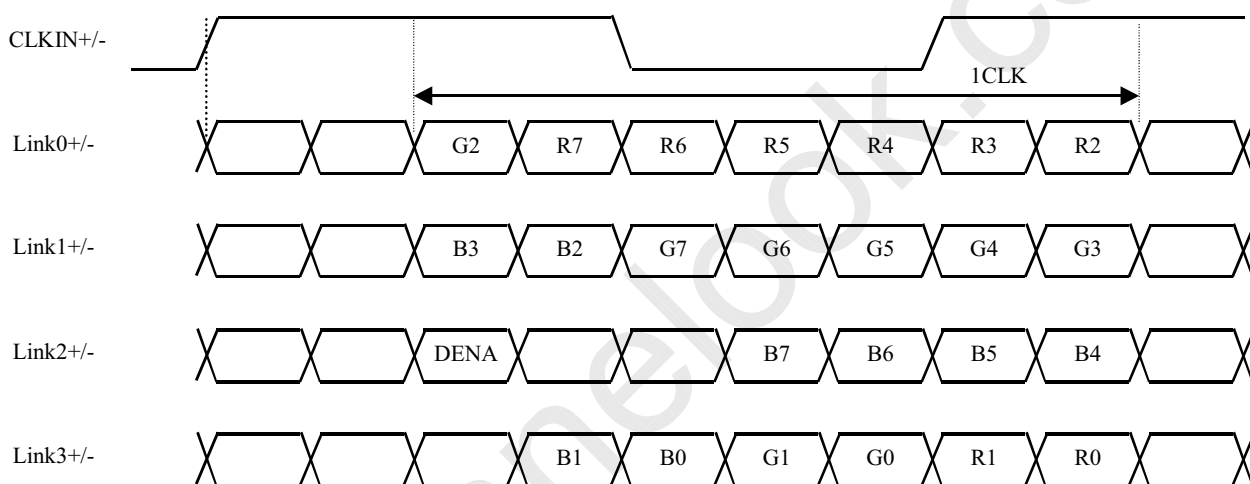 CLKIN+/-
1CLK
Link0+/- G2 R7 R6 R5 R4 R3 R2
Link1+/- B3 B2 G7 G6 G5 G4 G3
Link2+/- DENA B7 B6 B5 B4
Link3+/- B1 B0 G1 G0 R1 R0